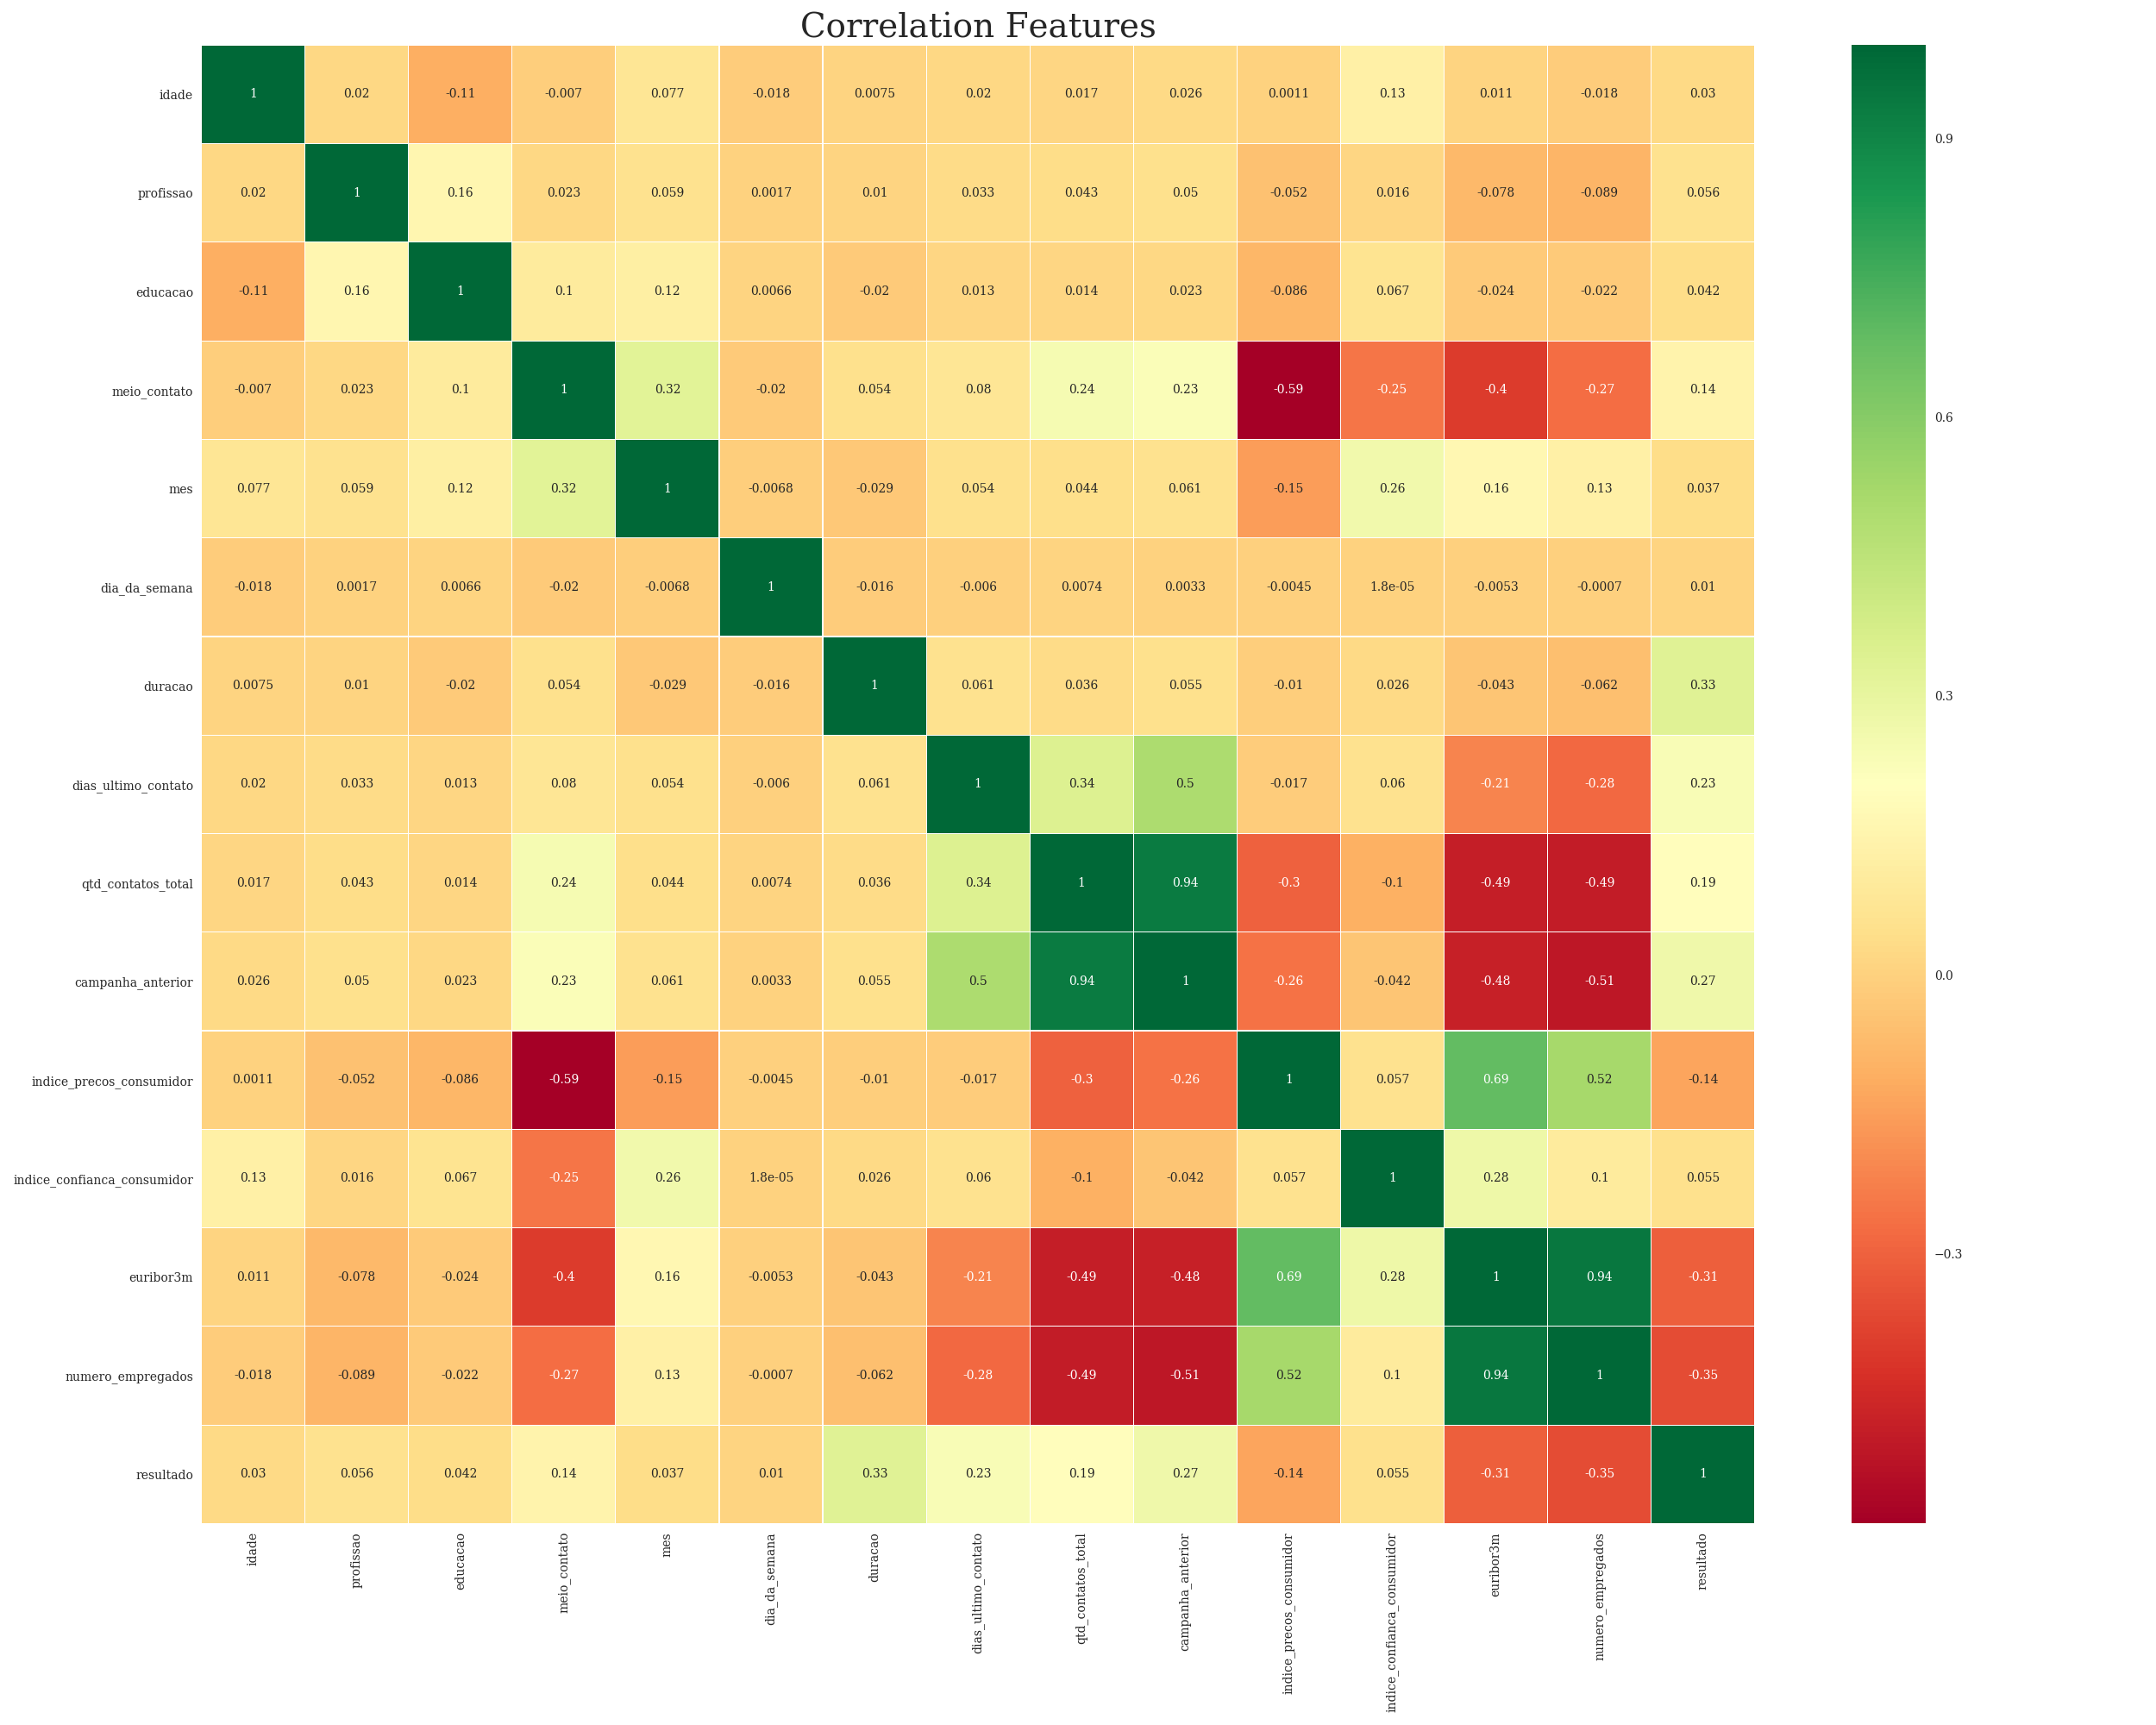 Correlation Features
idade 1 0.02 -0.11 -0.007 0.077 -0.018 0.0075 0.02 0.017 0.026 0.0011 0.13 0.011 -0.018 0.03
profissao 0.02 1 0.16 0.023 0.059 0.0017 0.01 0.033 0.043 0.05 -0.052 0.016 -0.078 -0.089 0.056
educacao -0.11 0.16 1 0.1 0.12 0.0066 -0.02 0.013 0.014 0.023 -0.086 0.067 -0.024 -0.022 0.042
meio_contato -0.007 0.023 0.1 1 0.32 -0.02 0.054 0.08 0.24 0.23 -0.59 -0.25 -0.4 -0.27 0.14
mes 0.077 0.059 0.12 0.32 1 -0.0068 -0.029 0.054 0.044 0.061 -0.15 0.26 0.16 0.13 0.037
dia_da_semana -0.018 0.0017 0.0066 -0.02 -0.0068 1 -0.016 -0.006 0.0074 0.0033 -0.0045 1.8e-05 -0.0053 -0.0007 0.01
duracao 0.0075 0.01 -0.02 0.054 -0.029 -0.016 1 0.061 0.036 0.055 -0.01 0.026 -0.043 -0.062 0.33
dias_ultimo_contato 0.02 0.033 0.013 0.08 0.054 -0.006 0.061 1 0.34 0.5 -0.017 0.06 -0.21 -0.28 0.23
qtd_contatos_total 0.017 0.043 0.014 0.24 0.044 0.0074 0.036 0.34 1 0.94 -0.3 -0.1 -0.49 -0.49 0.19
campanha_anterior 0.026 0.05 0.023 0.23 0.061 0.0033 0.055 0.5 0.94 1 -0.26 -0.042 -0.48 -0.51 0.27
indice_precos_consumidor 0.0011 -0.052 -0.086 -0.59 -0.15 -0.0045 -0.01 -0.017 -0.3 -0.26 1 0.057 0.69 0.52 -0.14
indice_confianca_consumidor 0.13 0.016 0.067 -0.25 0.26 1.8e-05 0.026 0.06 -0.1 -0.042 0.057 1 0.28 0.1 0.055
euribor3m 0.011 -0.078 -0.024 -0.4 0.16 -0.0053 -0.043 -0.21 -0.49 -0.48 0.69 0.28 1 0.94 -0.31
numero_empregados -0.018 -0.089 -0.022 -0.27 0.13 -0.0007 -0.062 -0.28 -0.49 -0.51 0.52 0.1 0.94 1 -0.35
resultado 0.03 0.056 0.042 0.14 0.037 0.01 0.33 0.23 0.19 0.27 -0.14 0.055 -0.31 -0.35 1
idade
profissao
educacao
meio_contato
mes
dia_da_semana
duracao
dias_ultimo_contato
qtd_contatos_total
campanha_anterior
indice_precos_consumidor
indice_confianca_consumidor
euribor3m
numero_empregados
resultado
0.9
0.6
0.3
0.0
−0.3